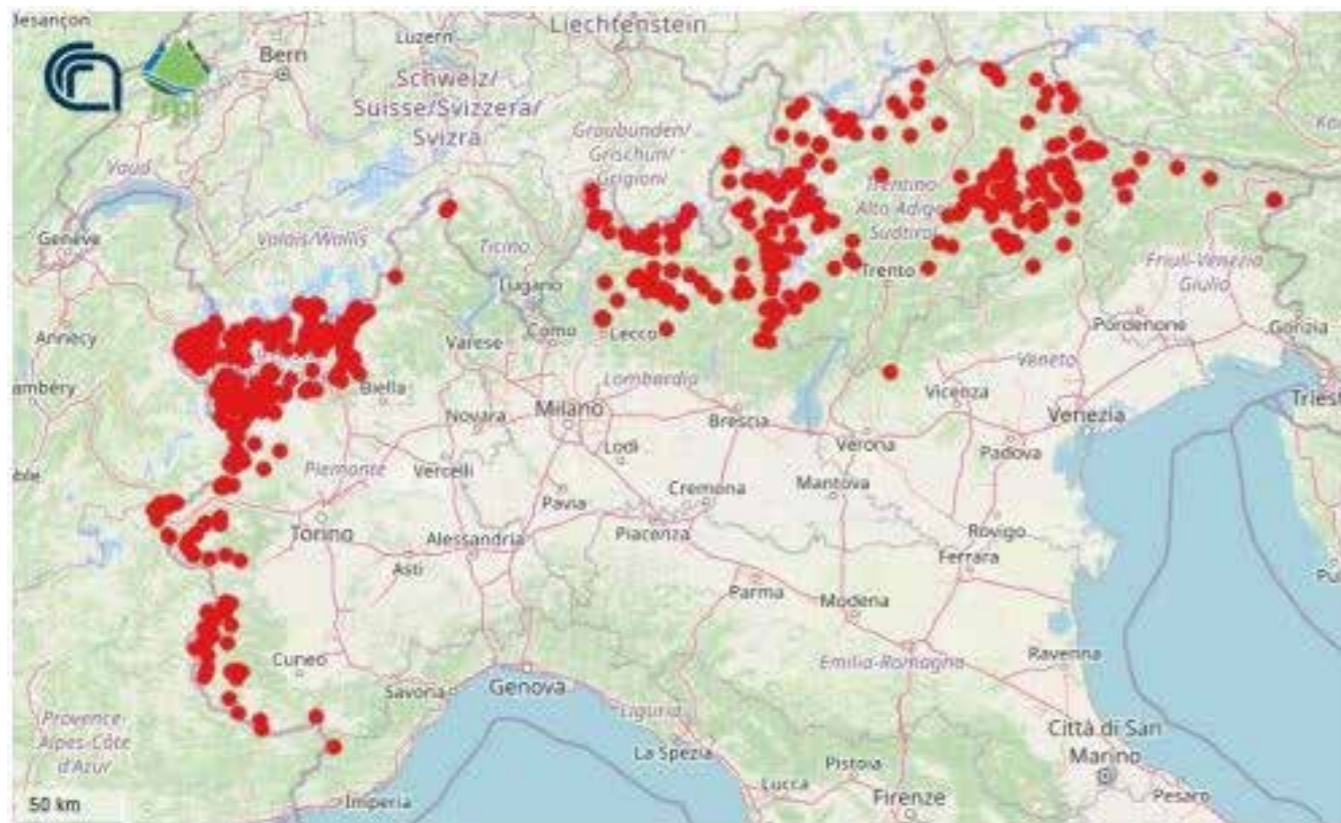 Besançon
Liechtenstein
Luzern
Bern
Schweiz/
Suisse/Svizzera/
Svizra
Graubünden/
Grischun/
Grigioni
irpi
Vaud
Trentino-
Alto Adige/
Südtirol
Valais/Wallis
Ticino
Genève
Friuli-Venezia
Giulia
Lugano
Trento
Annecy
Como
Lecco
Pordenone
Gorizia
Varese
Veneto
Biella
Lombardia
Vicenza
Trieste
Novara
Milano
Brescia
Venezia
Verona
Padova
Lodi
Piemonte
Vercelli
Mantova
Cremona
Pavia
Rovigo
Torino
Alessandria
Piacenza
Ferrara
Asti
Parma
Modena
Cuneo
Emilia-Romagna
Ravenna
Savona
Genova
Liguria
Provence-
Alpes-Côte
d'Azur
Città di San
Marino
La Spezia
Pistoia
Lucca
Firenze
Pesaro
50 km
Imperia